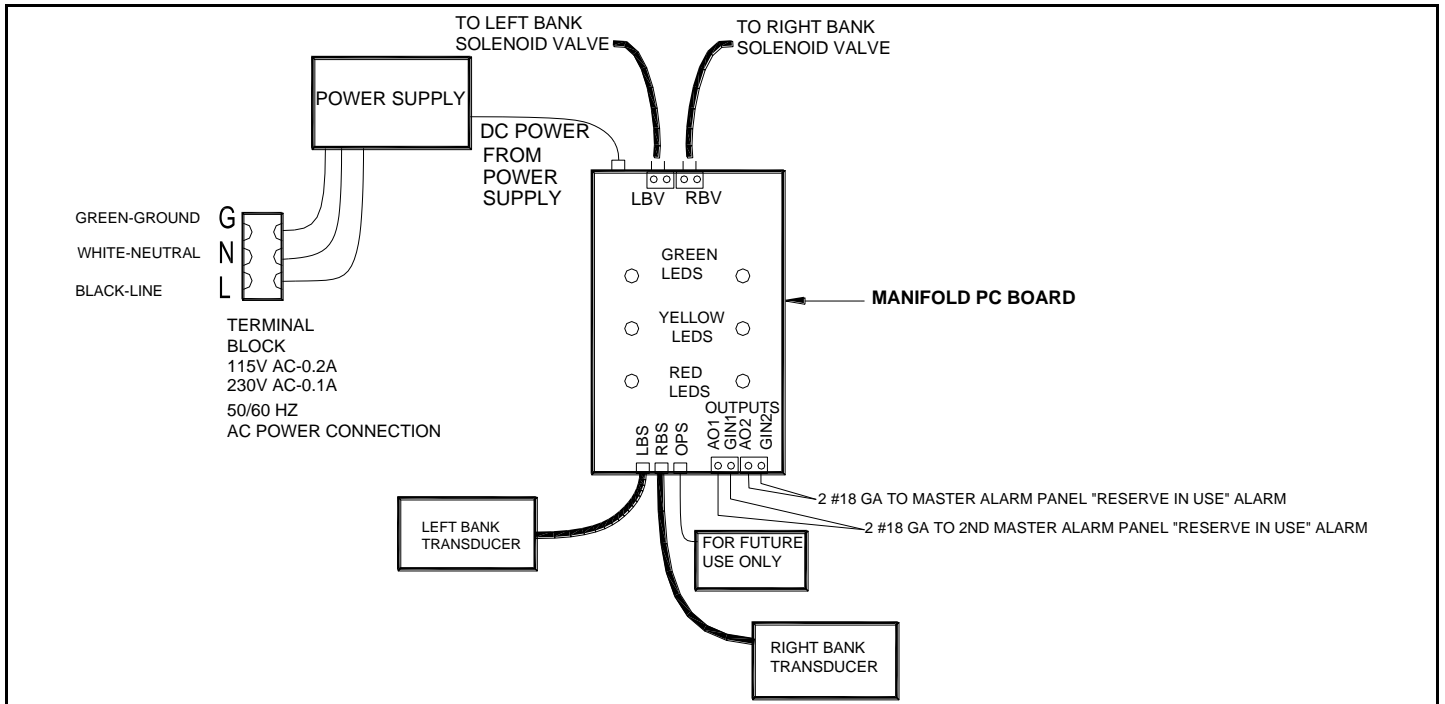 TO LEFT BANK
SOLENOID VALVE
TO RIGHT BANK
SOLENOID VALVE
POWER SUPPLY
DC POWER
FROM
POWER
SUPPLY
LBV
RBV
GREEN-GROUND
G
WHITE-NEUTRAL
N
BLACK-LINE
L
TERMINAL
BLOCK
115V AC-0.2A
230V AC-0.1A
50/60 HZ
AC POWER CONNECTION
GREEN
LEDS
YELLOW
LEDS
RED
LEDS
MANIFOLD PC BOARD
OUTPUTS
LBS
RBS
OPS
AO1
GIN1
AO2
GIN2
2 #18 GA TO MASTER ALARM PANEL "RESERVE IN USE" ALARM
2 #18 GA TO 2ND MASTER ALARM PANEL "RESERVE IN USE" ALARM
LEFT BANK
TRANSDUCER
FOR FUTURE
USE ONLY
RIGHT BANK
TRANSDUCER